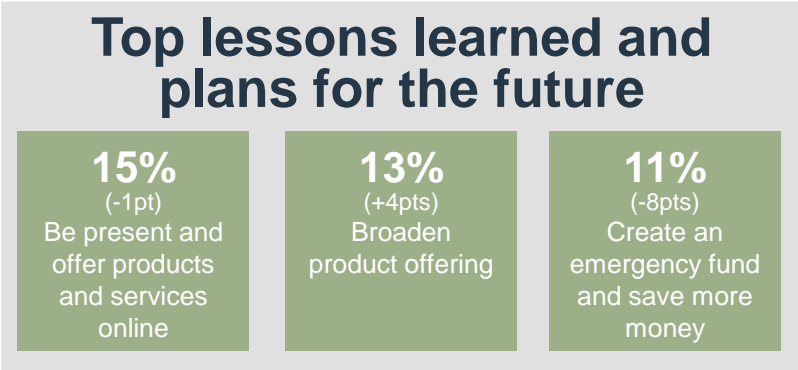 Top lessons learned and
plans for the future
15%
(-1pt)
Be present and
offer products
and services
online
13%
(+4pts)
Broaden
product offering
11%
(-8pts)
Create an
emergency fund
and save more
money